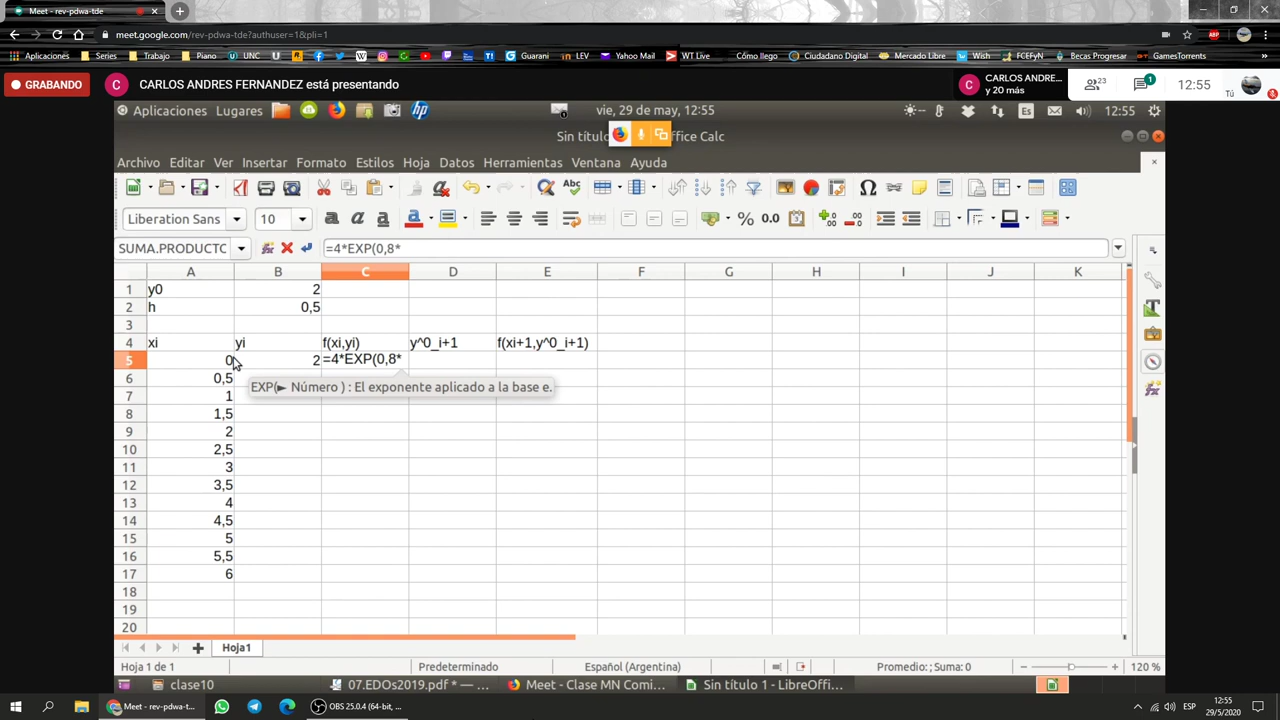 Meet - rev-pdwa-tde
meet.google.com/rev-pdwa-tde?authuser=1&pli=1
Aplicaciones Series Trabajo Piano UNC Guarani LEV Yahoo Mail WT Live Cómo llego Ciudadano Digital Mercado Libre Wish FCEFyN Becas Progresar GamesTorrents
GRABANDO C CARLOS ANDRES FERNANDEZ está presentando
C CARLOS ANDRE... y 20 más 23 1 12:55 Tú
Aplicaciones Lugares vie, 29 de may, 12:55 Es 12:55
Sin título office Calc
Archivo Editar Ver Insertar Formato Estilos Hoja Datos Herramientas Ventana Ayuda
Liberation Sans 10
SUMA.PRODUCTO =4*EXP(0,8*
A B C D E F G H I J K
1 y0 2
2 h 0,5
3
4 xi yi f(xi,yi) y^0_i+1 f(xi+1,y^0_i+1)
5 0 2 =4*EXP(0,8*
6 0,5 EXP(► Número ) : El exponente aplicado a la base e.
7 1
8 1,5
9 2
10 2,5
11 3
12 3,5
13 4
14 4,5
15 5
16 5,5
17 6
18
19
20
Hoja1
Hoja 1 de 1 Predeterminado Español (Argentina) Promedio: ; Suma: 0 120 %
clase10 07.EDOs2019.pdf * — ... Meet - Clase MN Comi... Sin título 1 - LibreOffi...
Meet - rev-pdwa-t... OBS 25.0.4 (64-bit, ... ESP 12:55
29/5/2020